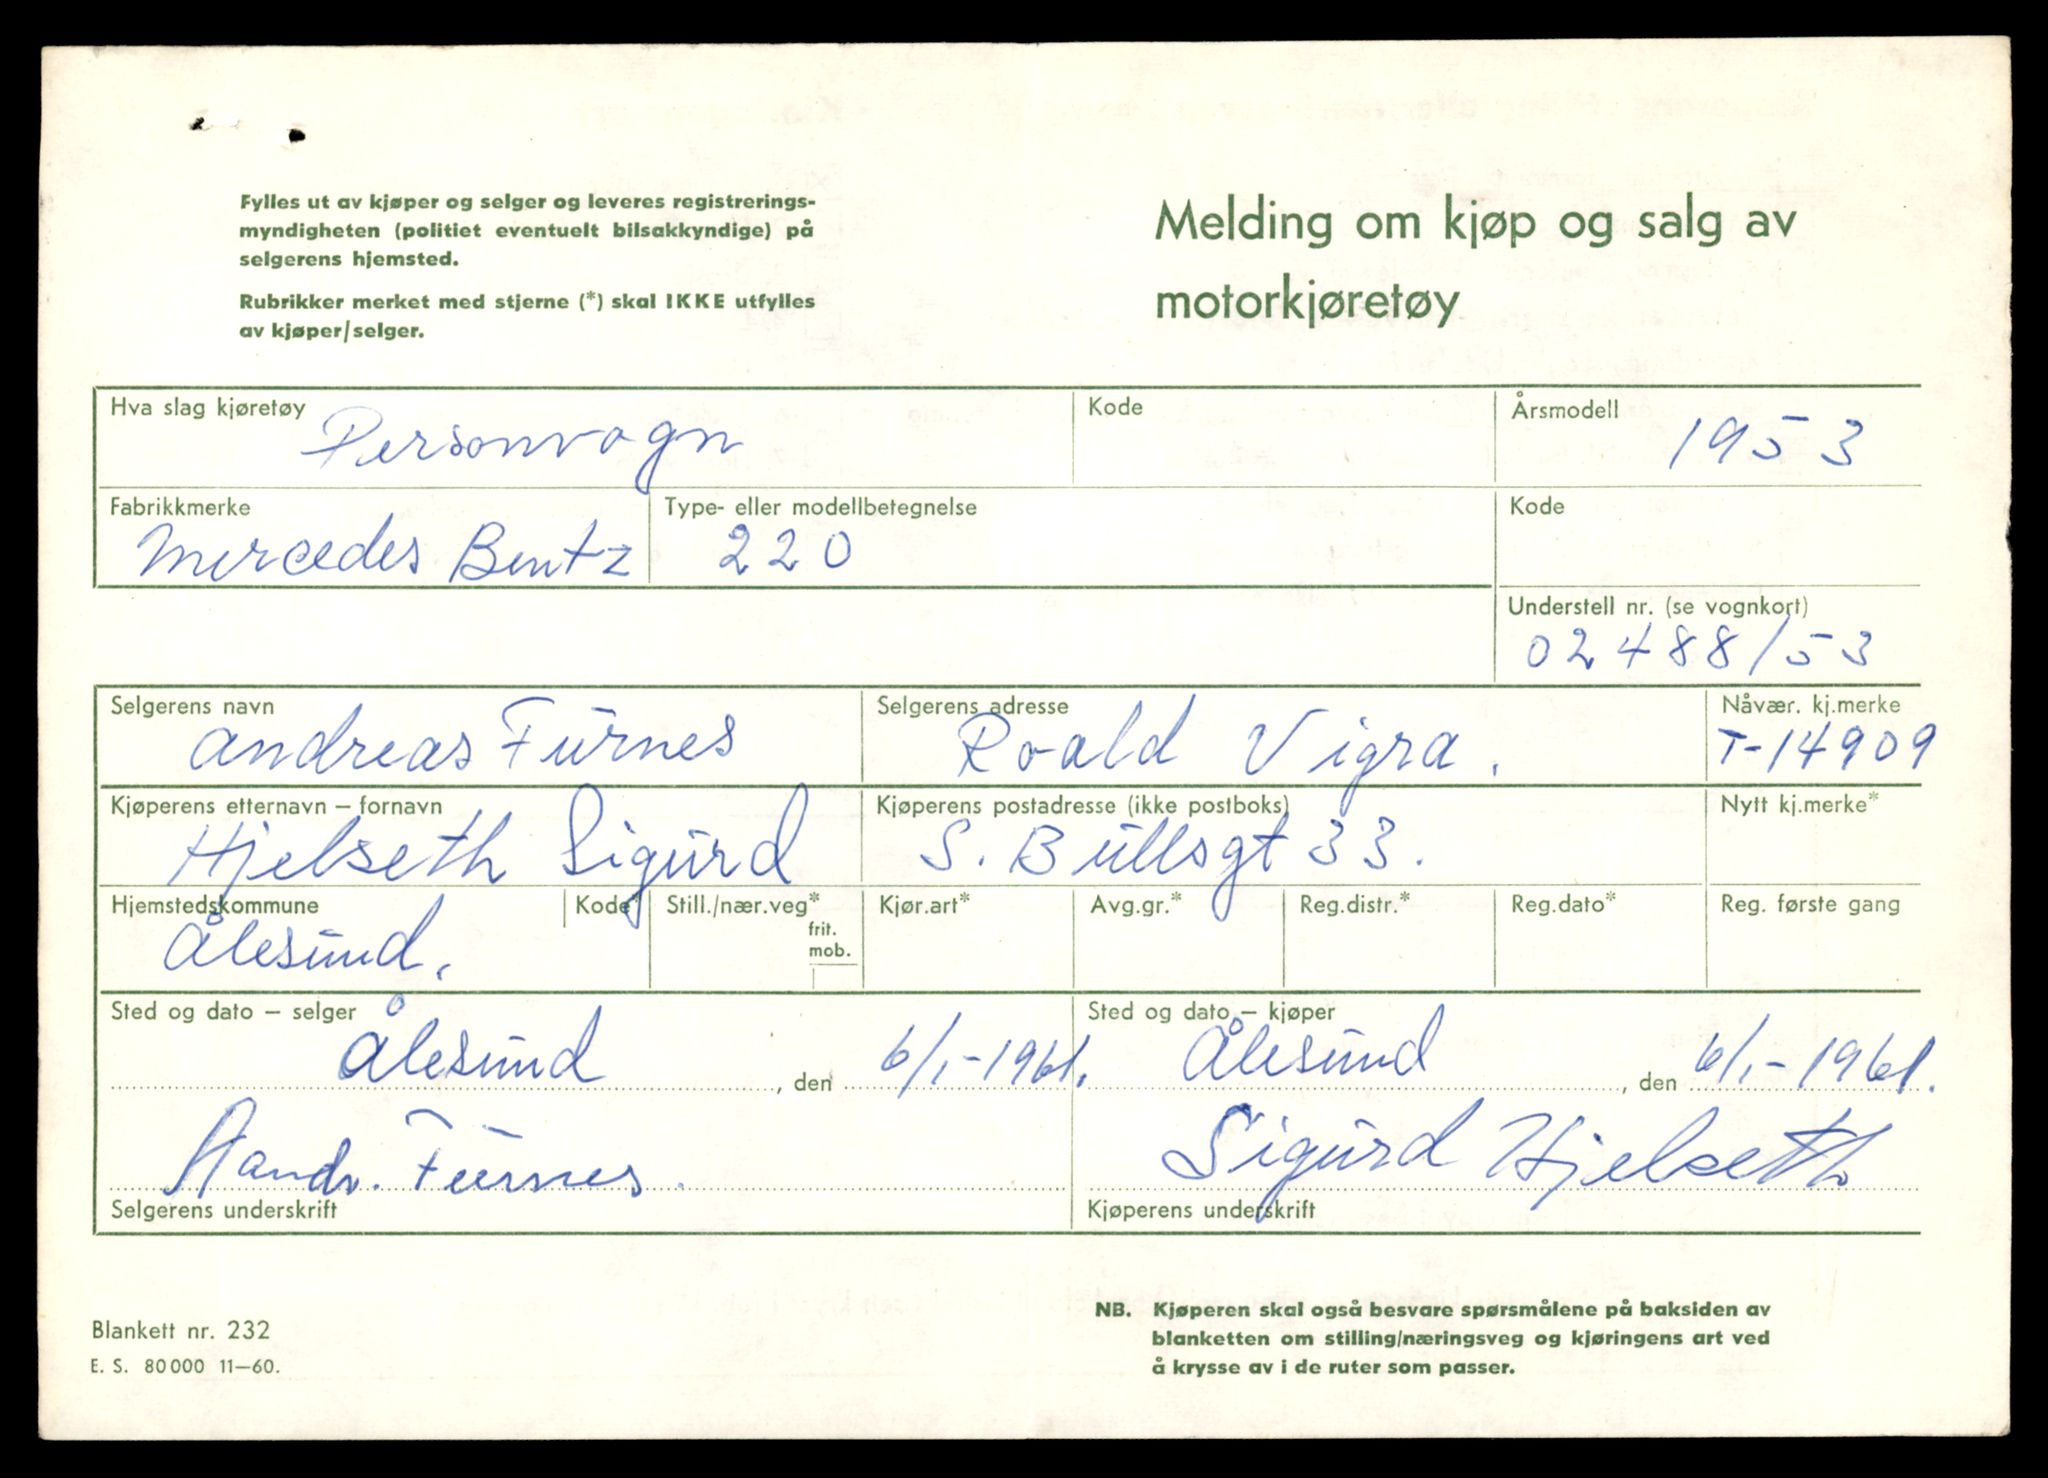 Fylles ut av kjøper og selger og leveres registrerings-
myndigheten (politiet eventuelt bilsakkyndige) på
selgerens hjemsted.
Rubrikker merket med stjerne (*) skal IKKE utfylles
av kjøper/selger.
Melding om kjøp og salg av
motorkjøretøy
Hva slag kjøretøy
Personvogn
Kode
Årsmodell
1953
Fabrikkmerke
Mercedes Bentz
Type- eller modellbetegnelse
220
Kode
Understell nr. (se vognkort)
02488/53
Selgerens navn
Andreas Furnes
Selgerens adresse
Roald Vigra.
Nåvær. kj.merke
T-14909
Kjøperens etternavn – fornavn
Hjelseth Sigurd
Kjøperens postadresse (ikke postboks)
S. Bullsgt 33.
Nytt kj.merke*
Hjemstedskommune
Ålesund.
Kode*
Still./nær.veg*
frit.
mob.
Kjør.art*
Avg.gr.*
Reg.distr.*
Reg.dato*
Reg. første gang
Sted og dato – selger
Ålesund, den 6/1-1961.
Sted og dato – kjøper
Ålesund, den 6/1-1961.
Furnes.
Selgerens underskrift
Sigurd Hjelseth
Kjøperens underskrift
Blankett nr. 232
E. S. 80000 11–60.
NB. Kjøperen skal også besvare spørsmålene på baksiden av
blanketten om stilling/næringsveg og kjøringens art ved
å krysse av i de ruter som passer.